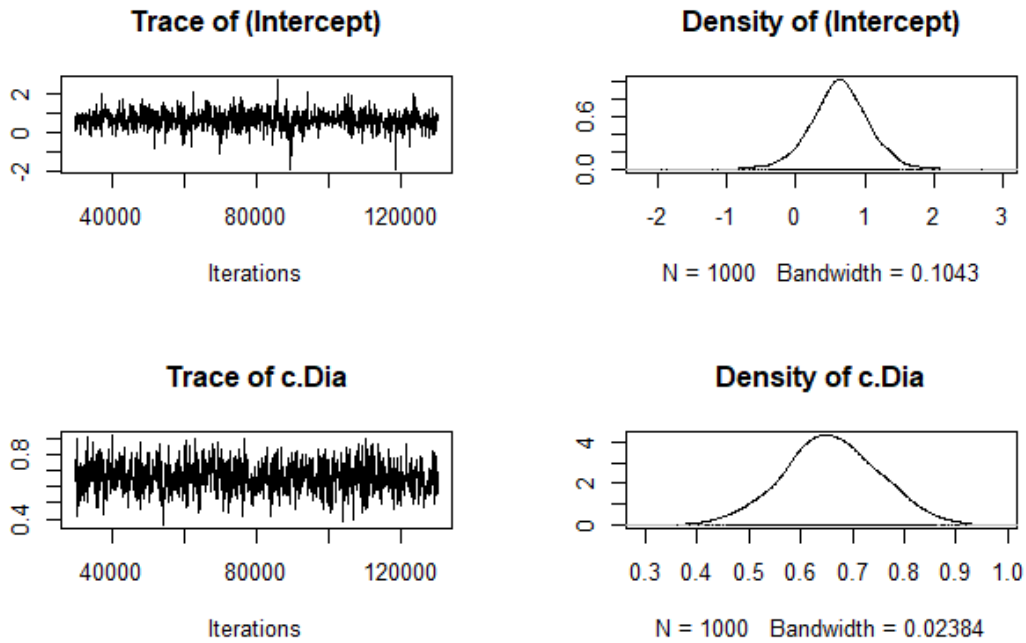 Trace of (Intercept)
2
0
-2
40000 80000 120000
Iterations
Density of (Intercept)
0.6
0.0
-2 -1 0 1 2 3
N = 1000 Bandwidth = 0.1043
Trace of c.Dia
0.8
0.4
40000 80000 120000
Iterations
Density of c.Dia
4
2
0
0.3 0.4 0.5 0.6 0.7 0.8 0.9 1.0
N = 1000 Bandwidth = 0.02384